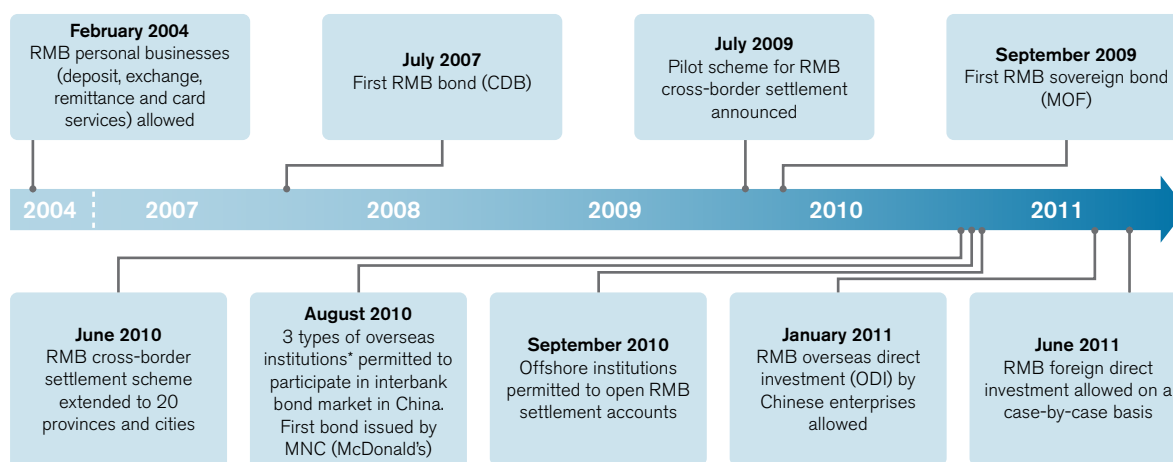 February 2004
RMB personal businesses
(deposit, exchange,
remittance and card
services) allowed
July 2007
First RMB bond (CDB)
July 2009
Pilot scheme for RMB
cross-border settlement
announced
September 2009
First RMB sovereign bond
(MOF)
2004 2007 2008 2009 2010 2011
June 2010
RMB cross-border
settlement scheme
extended to 20
provinces and cities
August 2010
3 types of overseas
institutions* permitted to
participate in interbank
bond market in China.
First bond issued by
MNC (McDonald's)
September 2010
Offshore institutions
permitted to open RMB
settlement accounts
January 2011
RMB overseas direct
investment (ODI) by
Chinese enterprises
allowed
June 2011
RMB foreign direct
investment allowed on a
case-by-case basis